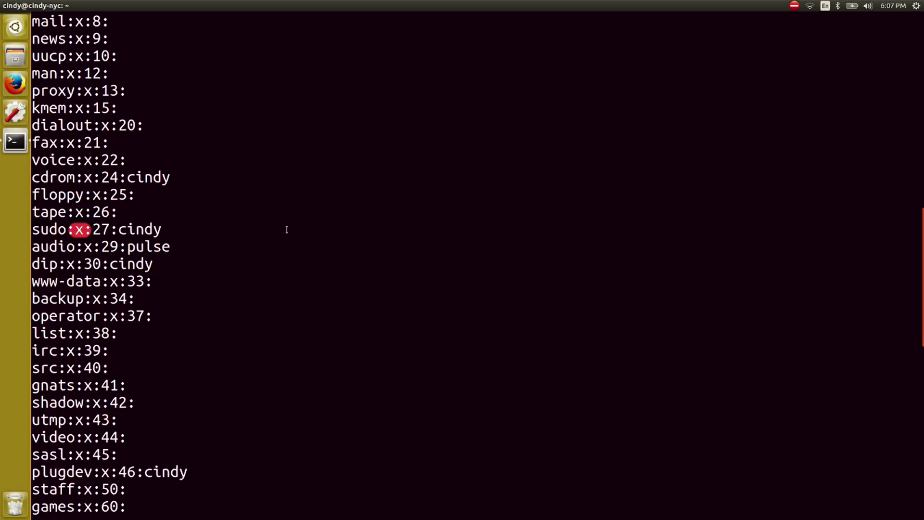 cindy@cindy-nyc: ~
En
6:07 PM
mail:x:8:
news:x:9:
uucp:x:10:
man:x:12:
proxy:x:13:
kmem:x:15:
dialout:x:20:
fax:x:21:
voice:x:22:
cdrom:x:24:cindy
floppy:x:25:
tape:x:26:
sudo:x:27:cindy
audio:x:29:pulse
dip:x:30:cindy
www-data:x:33:
backup:x:34:
operator:x:37:
list:x:38:
irc:x:39:
src:x:40:
gnats:x:41:
shadow:x:42:
utmp:x:43:
video:x:44:
sasl:x:45:
plugdev:x:46:cindy
staff:x:50:
games:x:60: